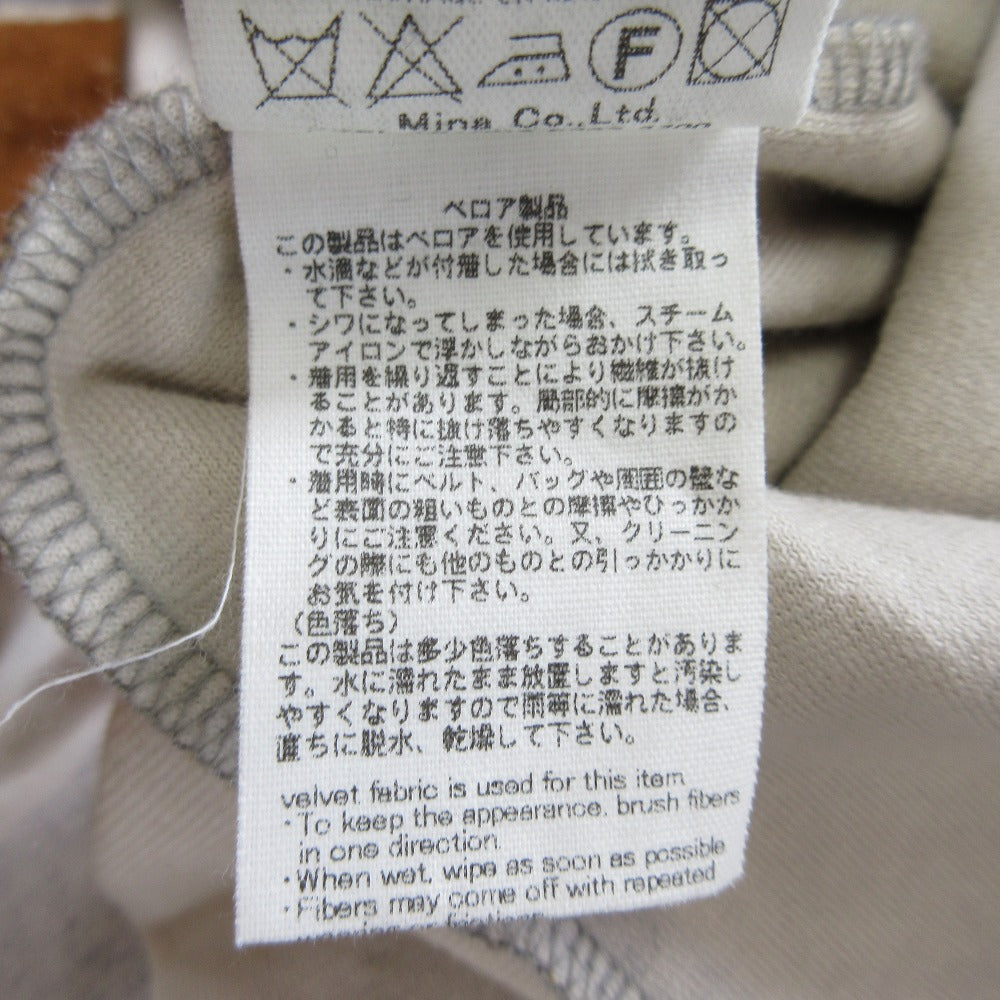 F
Mina Co.,Ltd.
ベロア製品
この製品はベロアを使用しています。
・水滴などが付着した場合には拭き取っ
て下さい。
・シワになってしまった場合、スチーム
アイロンで浮かしながらおかけ下さい。
・着用を繰り返すことにより繊維が抜け
ることがあります。局部的に摩擦がか
かると特に抜け落ちやすくなりますの
で充分にご注意下さい。
・着用時にベルト、バッグや周囲の壁な
ど表面の粗いものとの摩擦やひっかか
りにご注意ください。又、クリーニン
グの際にも他のものとの引っかかりに
お気を付け下さい。
（色落ち）
この製品は多少色落ちすることがありま
す。水に濡れたまま放置しますと汚染し
やすくなりますので雨等に濡れた場合、
直ちに脱水、乾燥して下さい。
velvet fabric is used for this item
・To keep the appearance. brush fibers
in one direction.
・When wet, wipe as soon as possible
・Fibers may come off with repeated